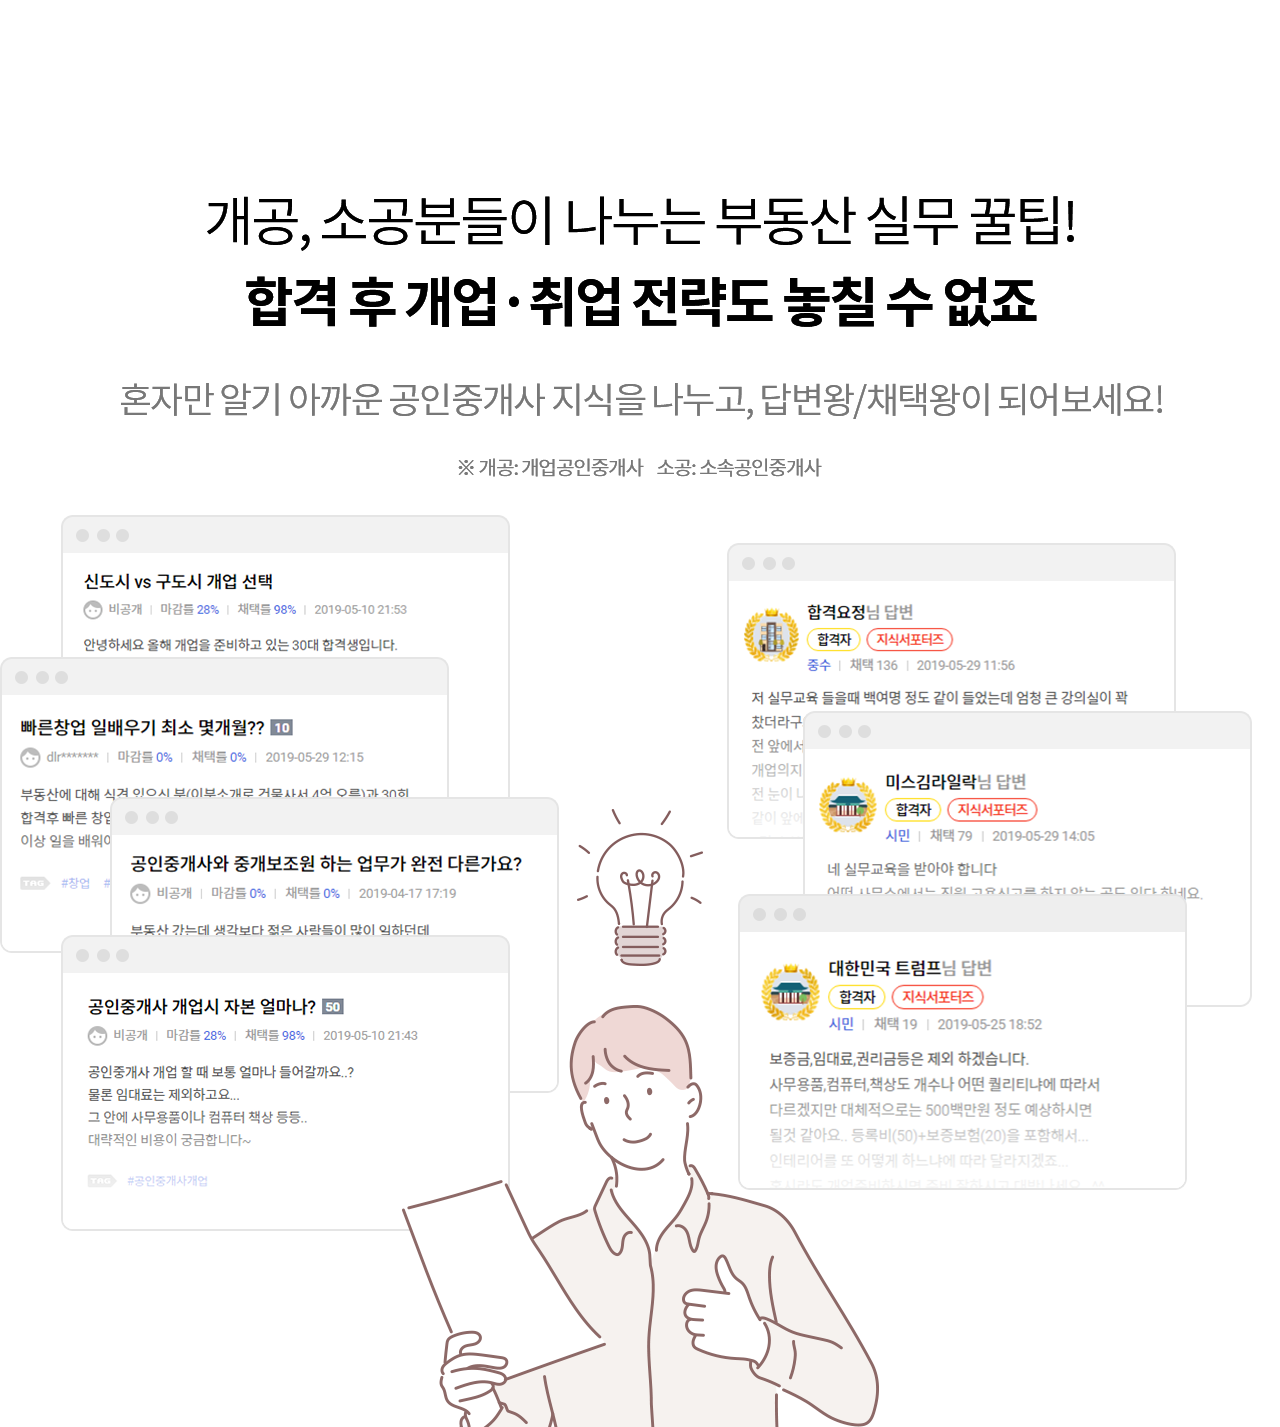 개공, 소공분들이 나누는 부동산 실무 꿀팁!
합격 후 개업·취업 전략도 놓칠 수 없죠
혼자만 알기 아까운 공인중개사 지식을 나누고, 답변왕/채택왕이 되어보세요!
※ 개공: 개업공인중개사 소공: 소속공인중개사
신도시 vs 구도시 개업 선택
비공개 | 마감률 28% | 채택률 98% | 2019-05-10 21:53
안녕하세요 올해 개업을 준비하고 있는 30대 합격생입니다.
빠른창업 일배우기 최소 몇개월?? 10
dlr******* | 마감률 0% | 채택률 0% | 2019-05-29 12:15
부동산에 대해 식견 있으신 분(이분소개로 건물사서 4억 오름)과 30회
합격후 빠른 창업
이상 일을 배워야
TAG #창업 #
공인중개사와 중개보조원 하는 업무가 완전 다른가요?
비공개 | 마감률 0% | 채택률 0% | 2019-04-17 17:19
부동산 갔는데 생각보다 젊은 사람들이 많이 일하던데
공인중개사 개업시 자본 얼마나? 50
비공개 | 마감률 28% | 채택률 98% | 2019-05-10 21:43
공인중개사 개업 할 때 보통 얼마나 들어갈까요..?
물론 임대료는 제외하고요...
그 안에 사무용품이나 컴퓨터 책상 등등..
대략적인 비용이 궁금합니다~
TAG #공인중개사개업
합격요정님 답변
합격자 지식서포터즈
중수 | 채택 136 | 2019-05-29 11:56
저 실무교육 들을때 백여명 정도 같이 들었는데 엄청 큰 강의실이 꽉
찼더라구
전 앞에서
개업의지
전 눈이 나
같이 앞에
미스김라일락님 답변
합격자 지식서포터즈
시민 | 채택 79 | 2019-05-29 14:05
네 실무교육을 받아야 합니다
어떤 사무소에서는 직원 고용신고를 하지 않는 곳도 있다 하네요.
대한민국 트럼프님 답변
합격자 지식서포터즈
시민 | 채택 19 | 2019-05-25 18:52
보증금,임대료,권리금등은 제외 하겠습니다.
사무용품,컴퓨터,책상도 개수나 어떤 퀄리티냐에 따라서
다르겠지만 대체적으로는 500백만원 정도 예상하시면
될것 같아요.. 등록비(50)+보증보험(20)을 포함해서...
인테리어를 또 어떻게 하느냐에 따라 달라지겠죠...
혹시라도 개업준비하시면 준비 잘하시고 대박나세요